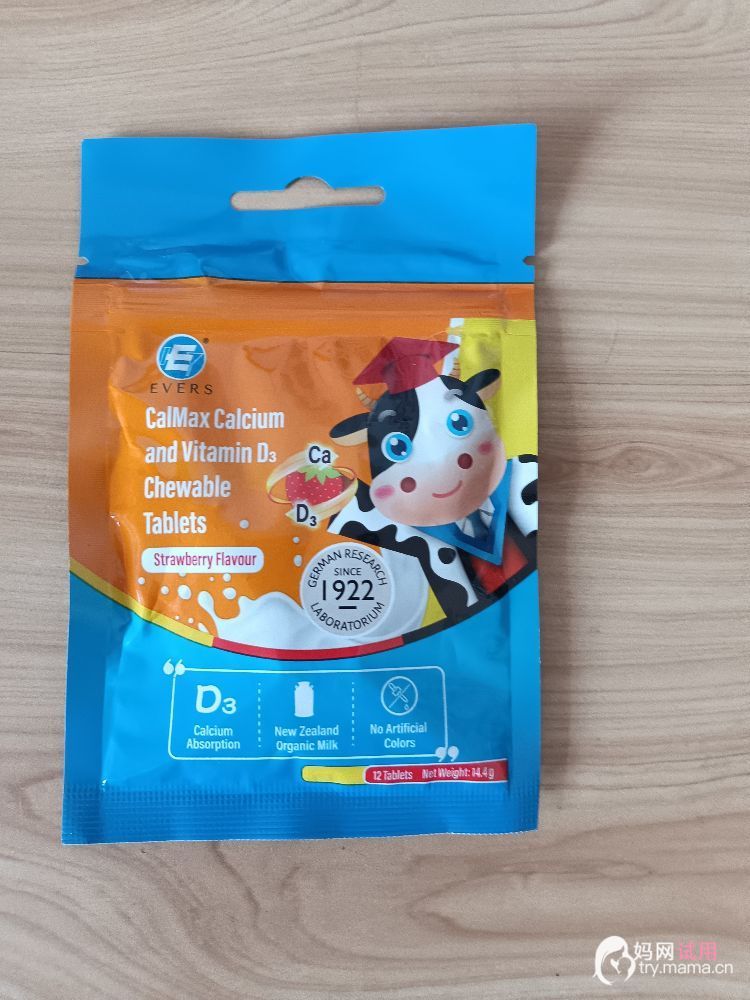 E
®
EVERS
CalMax Calcium
and Vitamin D₃
Chewable
Tablets
Strawberry Flavour
Ca
D₃
GERMAN RESEARCH
SINCE
1922
LABORATORIUM
D₃
Calcium
Absorption
New Zealand
Organic Milk
No Artificial
Colors
12 Tablets Net Weight: 14.4g
妈网试用
try.mama.cn